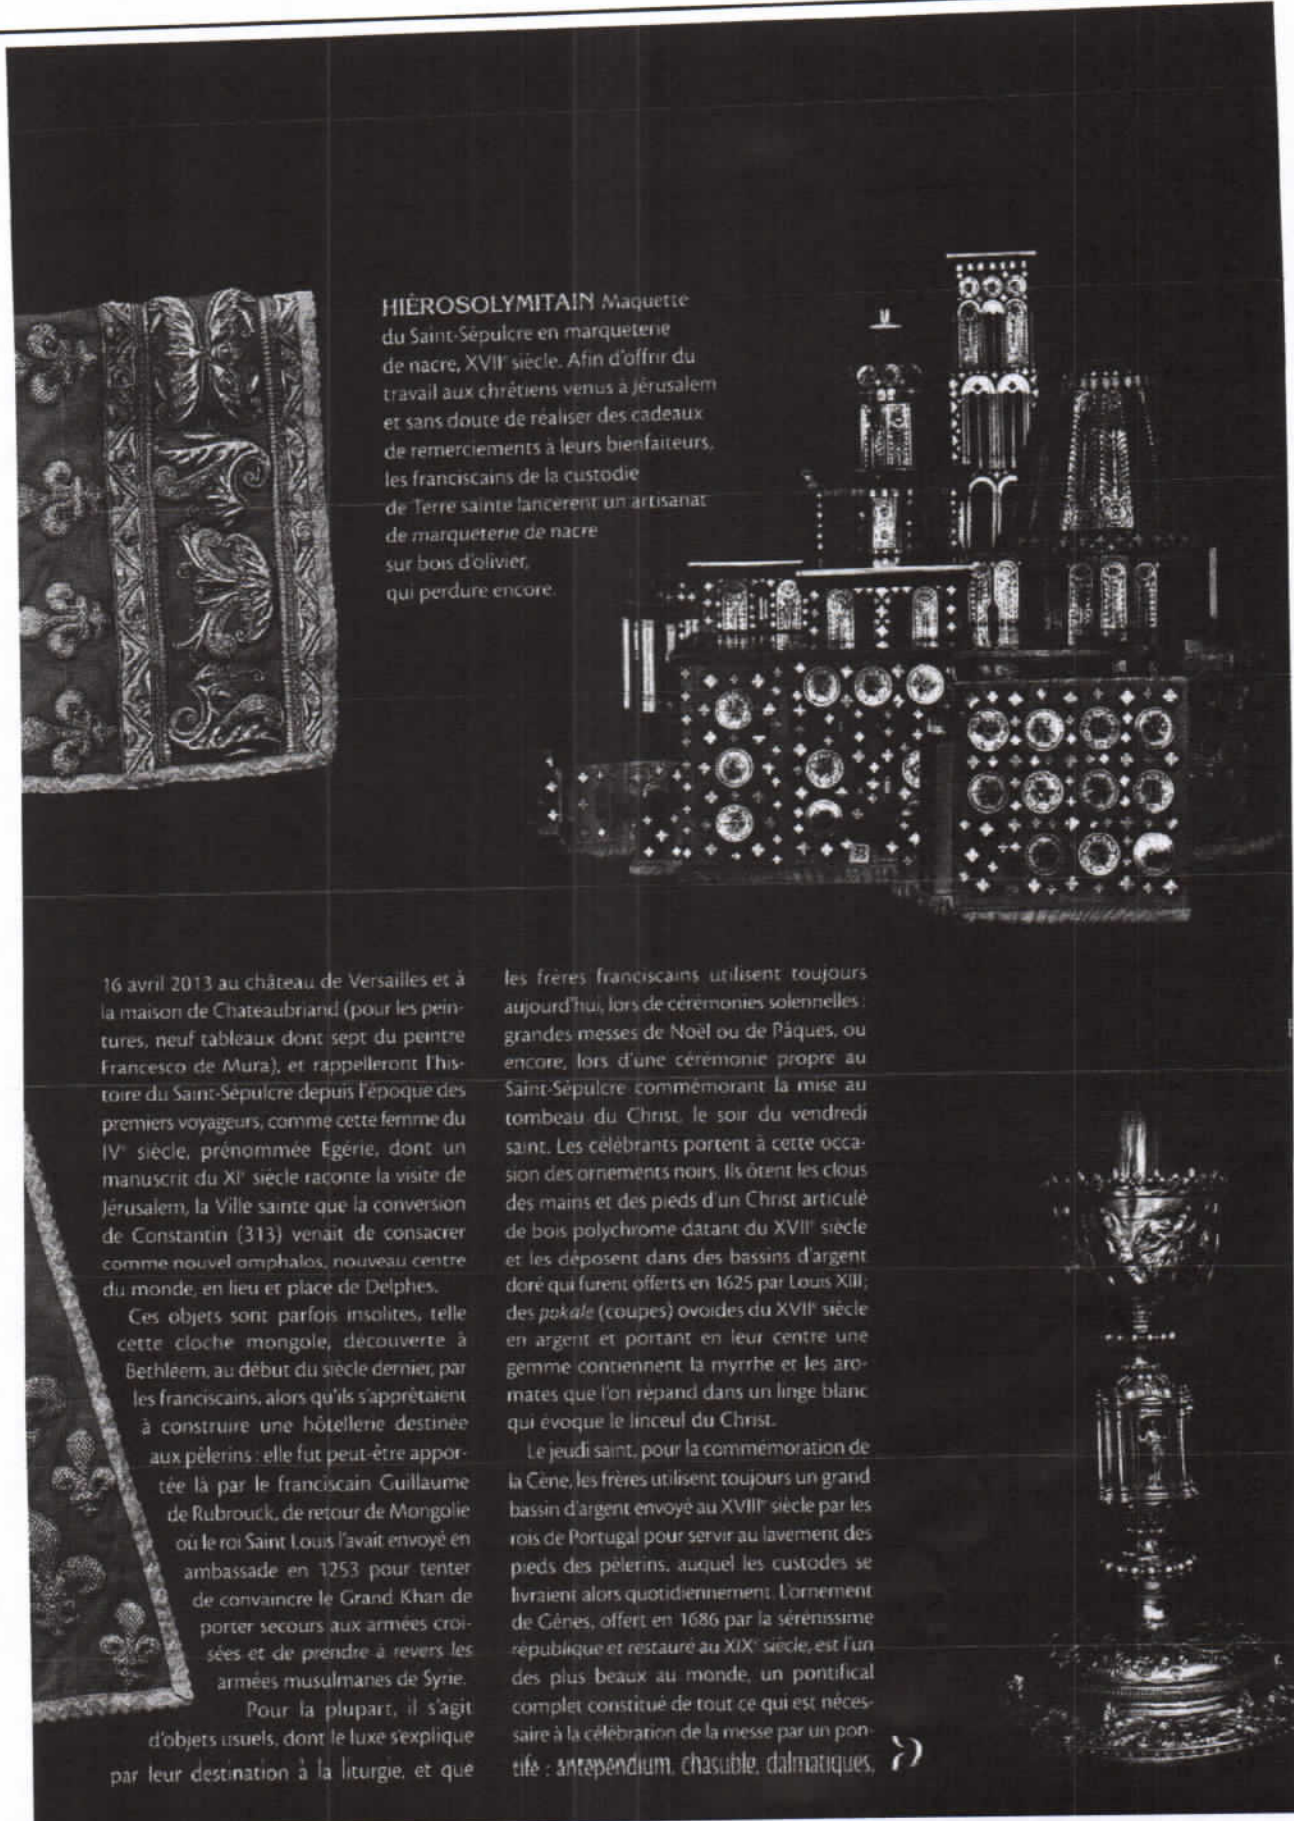 HIÉROSOLYMITAIN Maquette
du Saint-Sépulcre en marqueterie
de nacre, XVIIe siècle. Afin d'offrir du
travail aux chrétiens venus à Jérusalem
et sans doute de réaliser des cadeaux
de remerciements à leurs bienfaiteurs,
les franciscains de la custodie
de Terre sainte lancèrent un artisanat
de marqueterie de nacre
sur bois d'olivier,
qui perdure encore.
16 avril 2013 au château de Versailles et à
la maison de Chateaubriand (pour les pein-
tures, neuf tableaux dont sept du peintre
Francesco de Mura), et rappelleront l'his-
toire du Saint-Sépulcre depuis l'époque des
premiers voyageurs, comme cette femme du
IVe siècle, prénommée Egérie, dont un
manuscrit du XIe siècle raconte la visite de
Jérusalem, la Ville sainte que la conversion
de Constantin (313) venait de consacrer
comme nouvel omphalos, nouveau centre
du monde, en lieu et place de Delphes.
Ces objets sont parfois insolites, telle
cette cloche mongole, découverte à
Bethléem, au début du siècle dernier, par
les franciscains, alors qu'ils s'apprêtaient
à construire une hôtellerie destinée
aux pèlerins : elle fut peut-être appor-
tée là par le franciscain Guillaume
de Rubrouck, de retour de Mongolie
où le roi Saint Louis l'avait envoyé en
ambassade en 1253 pour tenter
de convaincre le Grand Khan de
porter secours aux armées croi-
sées et de prendre à revers les
armées musulmanes de Syrie.
Pour la plupart, il s'agit
d'objets usuels, dont le luxe s'explique
par leur destination à la liturgie, et que
les frères franciscains utilisent toujours
aujourd'hui, lors de cérémonies solennelles :
grandes messes de Noël ou de Pâques, ou
encore, lors d'une cérémonie propre au
Saint-Sépulcre commémorant la mise au
tombeau du Christ, le soir du vendredi
saint. Les célébrants portent à cette occa-
sion des ornements noirs. Ils ôtent les clous
des mains et des pieds d'un Christ articulé
de bois polychrome datant du XVIIe siècle
et les déposent dans des bassins d'argent
doré qui furent offerts en 1625 par Louis XIII;
des pokale (coupes) ovoïdes du XVIIe siècle
en argent et portant en leur centre une
gemme contiennent la myrrhe et les aro-
mates que l'on répand dans un linge blanc
qui évoque le linceul du Christ.
Le jeudi saint, pour la commémoration de
la Cène, les frères utilisent toujours un grand
bassin d'argent envoyé au XVIIIe siècle par les
rois de Portugal pour servir au lavement des
pieds des pèlerins, auquel les custodes se
livraient alors quotidiennement. L'ornement
de Gênes, offert en 1686 par la sérénissime
république et restauré au XIXe siècle, est l'un
des plus beaux au monde, un pontifical
complet constitué de tout ce qui est néces-
saire à la célébration de la messe par un pon-
tife : antependium, chasuble, dalmatiques,